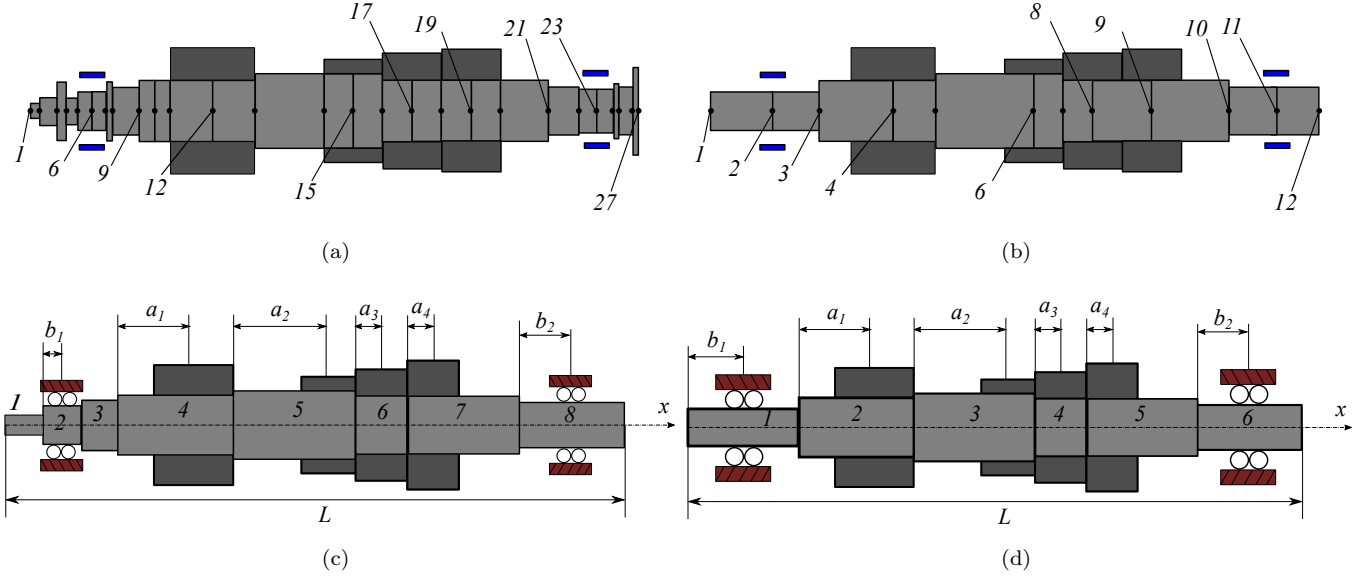 17 19 21 23
1 6 9 12 15 27
(a)
8 9 10 11
1 2 3 4 6 12
(b)
b1 a1 a2 a3 a4 b2
1 2 3 4 5 6 7 8 x
L
(c)
b1 a1 a2 a3 a4 b2
1 2 3 4 5 6 x
L
(d)